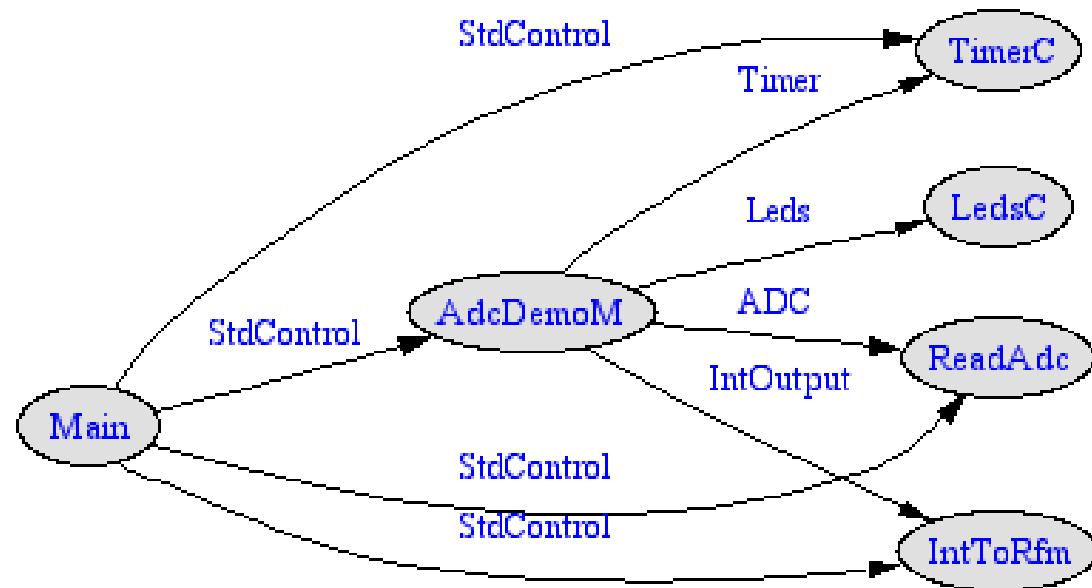 StdControl
TimerC
Timer
Leds
LedsC
AdcDemoM
ADC
StdControl
ReadAdc
IntOutput
Main
StdControl
StdControl
IntToRfm